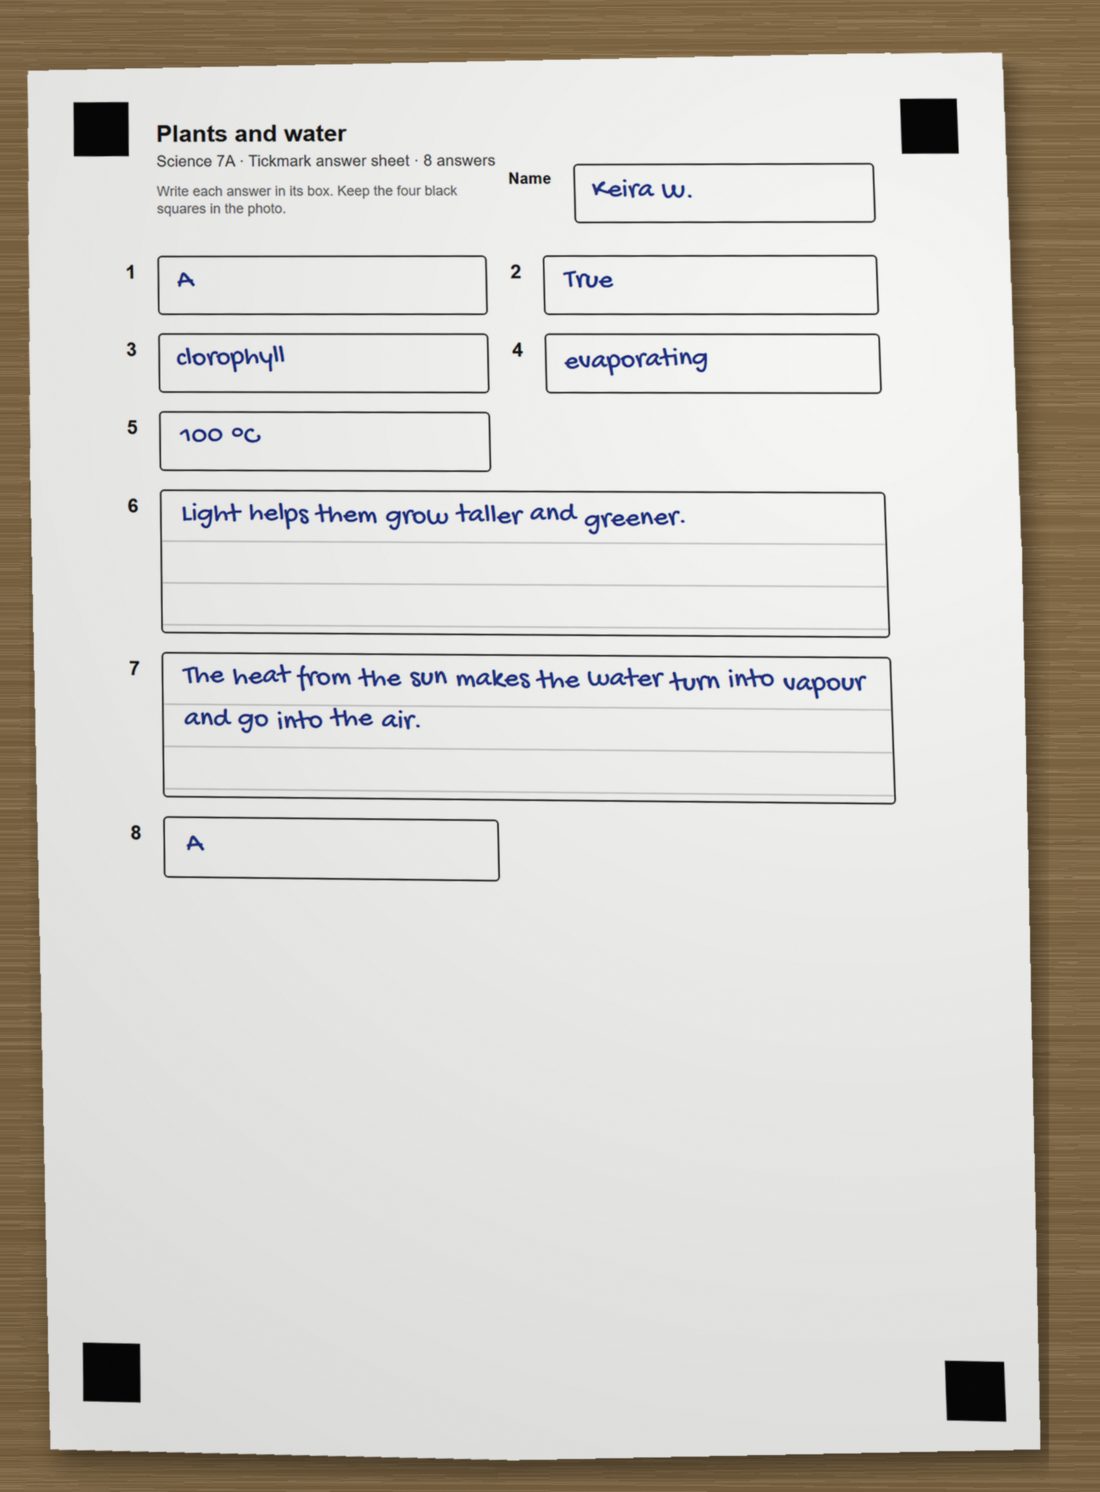 Plants and water
Science 7A · Tickmark answer sheet · 8 answers
Write each answer in its box. Keep the four black
squares in the photo.
Name Keira W.
1 A
2 True
3 clorophyll
4 evaporating
5 100 °C
6 Light helps them grow taller and greener.
7 The heat from the sun makes the water turn into vapour
and go into the air.
8 A